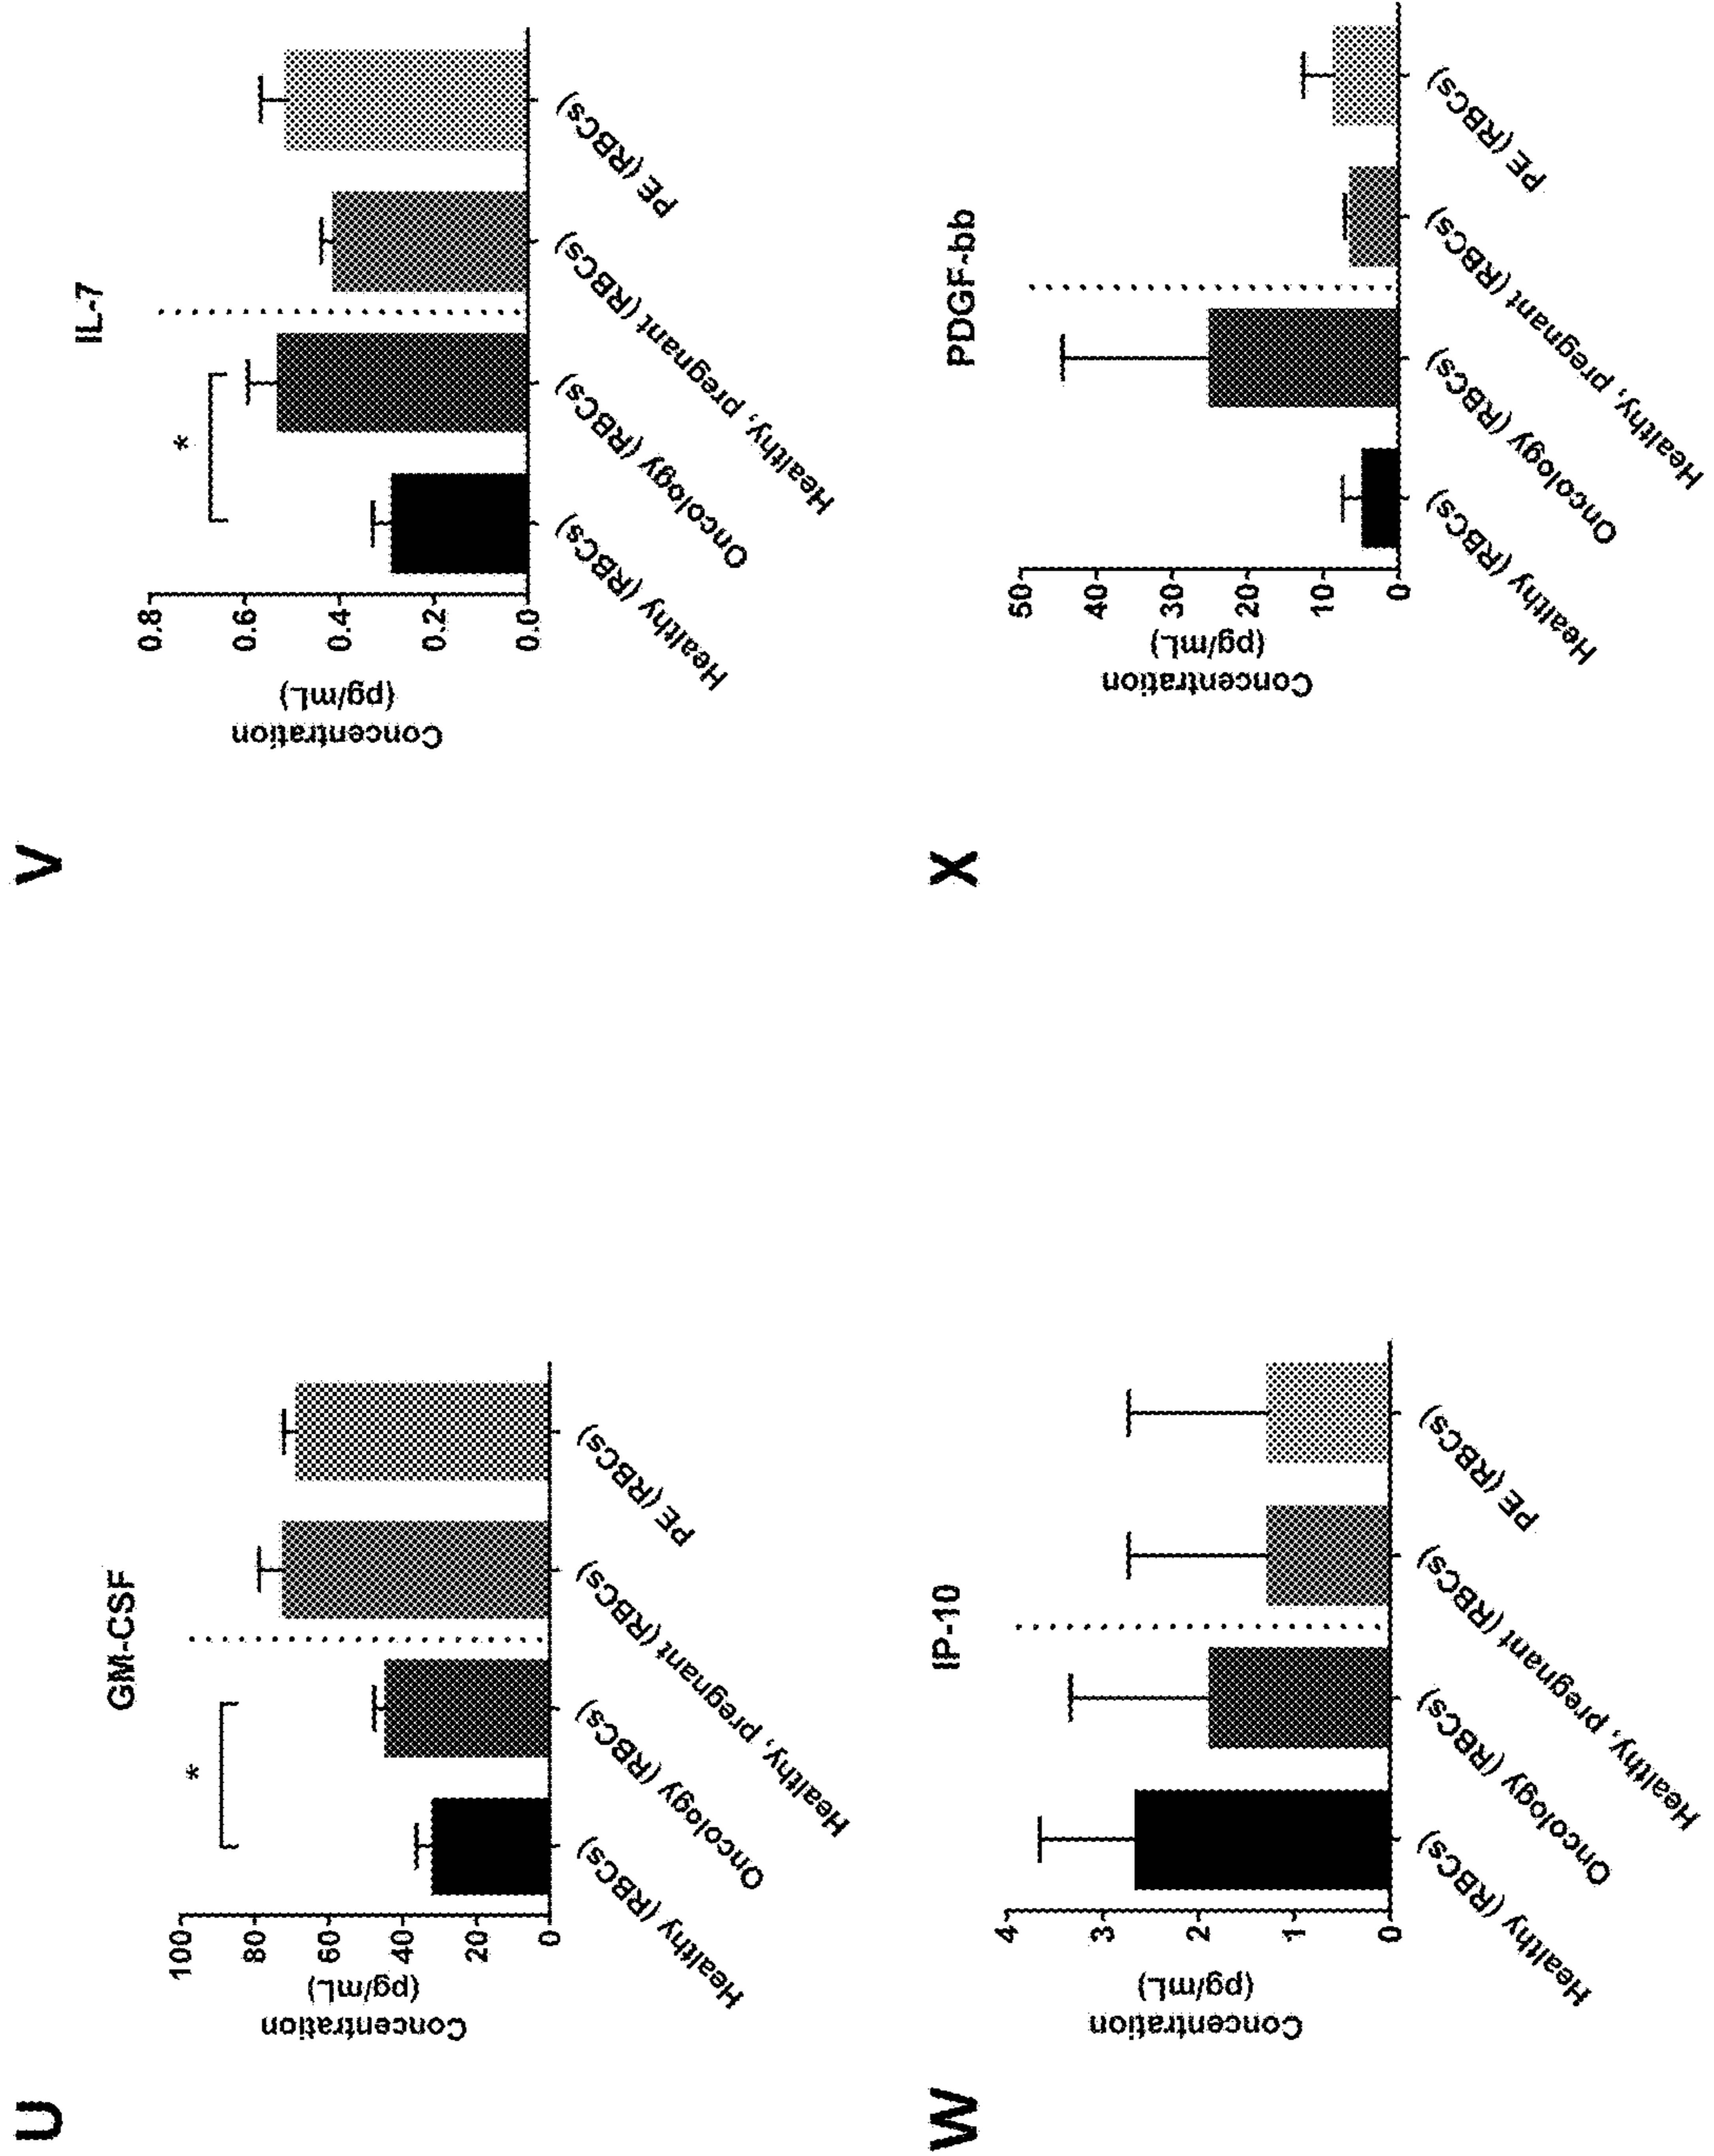 U
GM-CSF
*
Concentration
(pg/mL)
100
80
60
40
20
0
Healthy (RBCs)
Oncology (RBCs)
Healthy, pregnant (RBCs)
PE (RBCs)
V
IL-7
*
Concentration
(pg/mL)
0.8
0.6
0.4
0.2
0.0
Healthy (RBCs)
Oncology (RBCs)
Healthy, pregnant (RBCs)
PE (RBCs)
W
IP-10
Concentration
(pg/mL)
4
3
2
1
0
Healthy (RBCs)
Oncology (RBCs)
Healthy, pregnant (RBCs)
PE (RBCs)
X
PDGF-bb
Concentration
(pg/mL)
50
40
30
20
10
0
Healthy (RBCs)
Oncology (RBCs)
Healthy, pregnant (RBCs)
PE (RBCs)